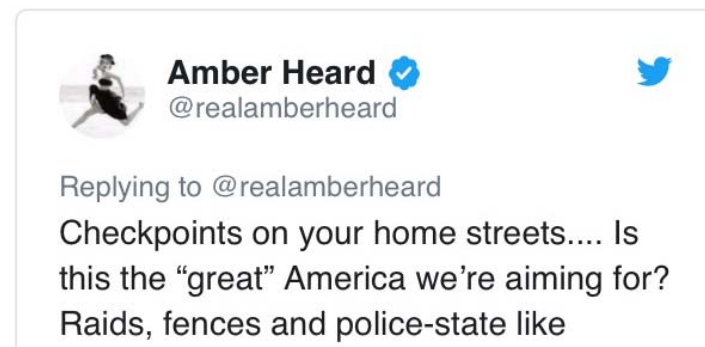 Amber Heard
@realamberheard
Replying to @realamberheard
Checkpoints on your home streets.... Is
this the “great” America we’re aiming for?
Raids, fences and police-state like